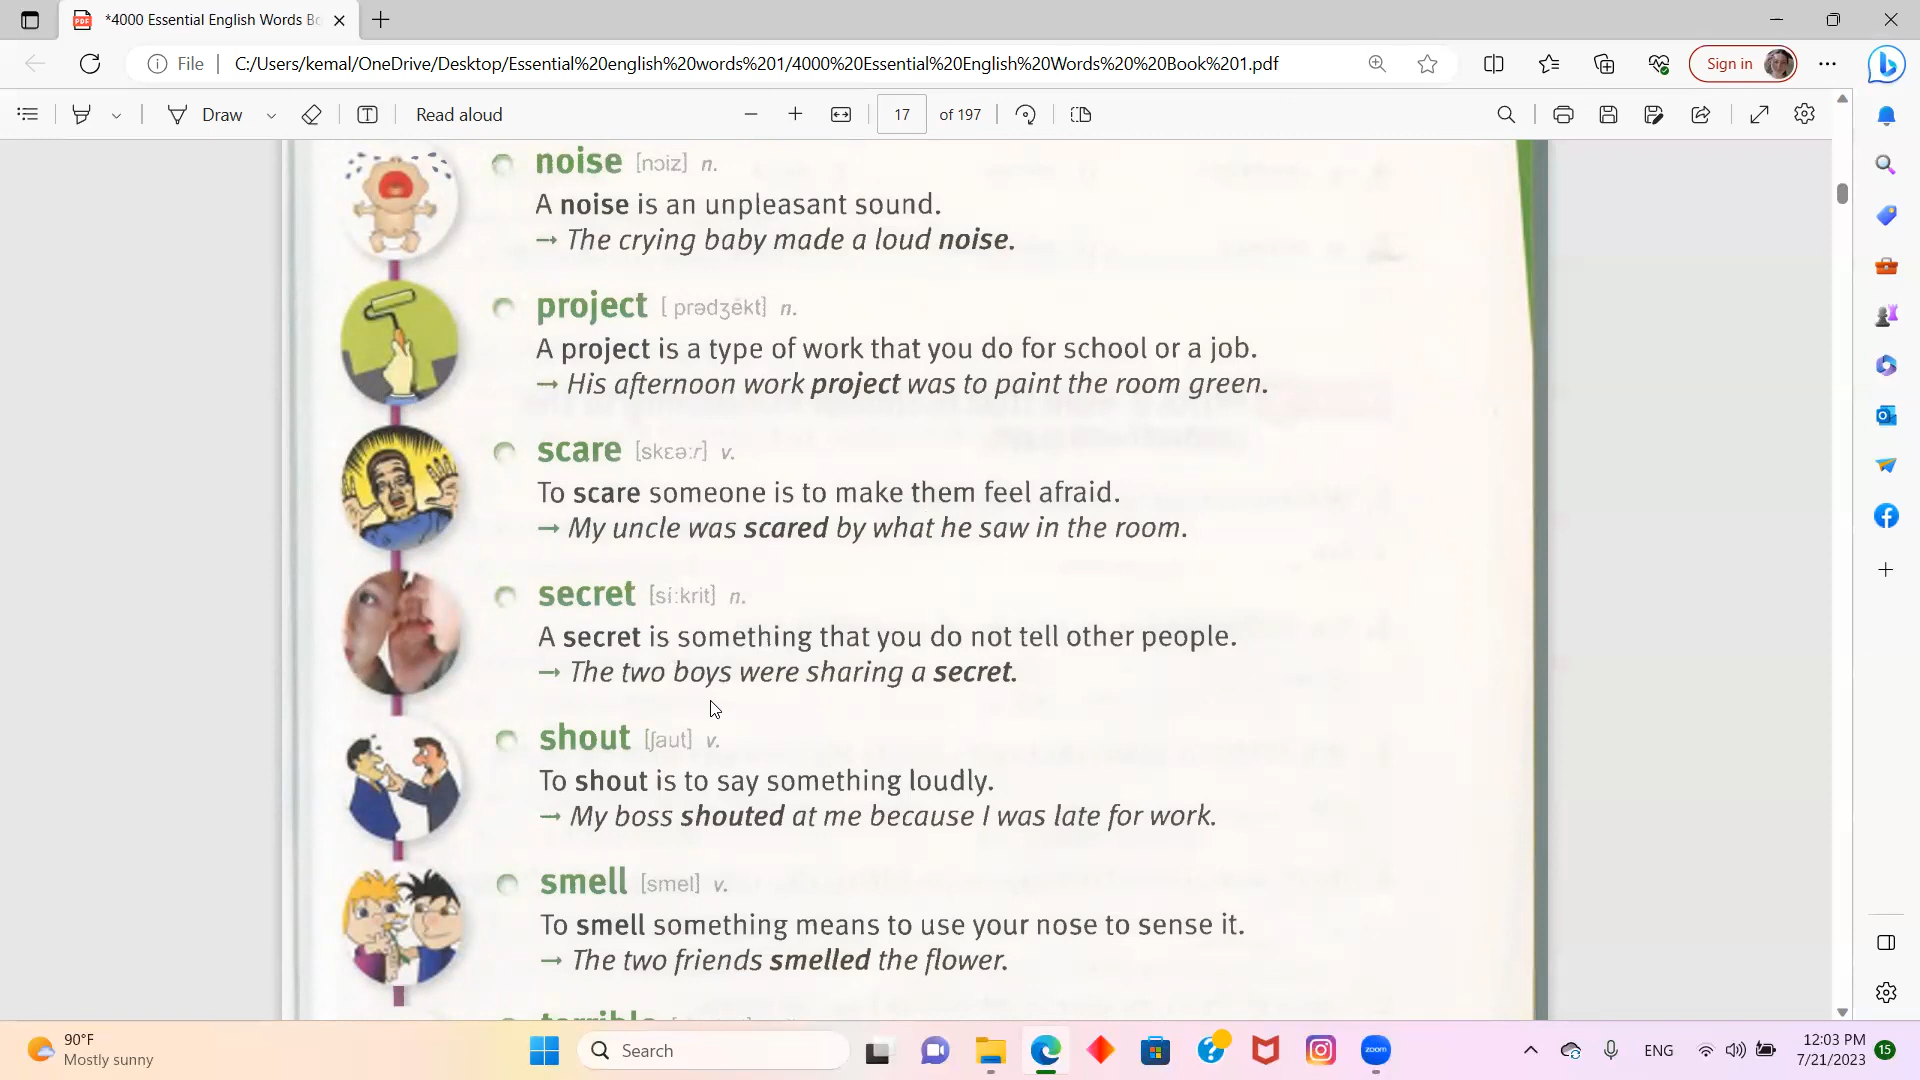 *4000 Essential English Words Bo
File
C:/Users/kemal/OneDrive/Desktop/Essential%20english%20words%201/4000%20Essential%20English%20Words%20%20Book%201.pdf
Sign in
Draw
Read aloud
17 of 197
noise [nɔiz] n.
A noise is an unpleasant sound.
→ The crying baby made a loud noise.
project [ prədʒékt] n.
A project is a type of work that you do for school or a job.
→ His afternoon work project was to paint the room green.
scare [skɛə:r] v.
To scare someone is to make them feel afraid.
→ My uncle was scared by what he saw in the room.
secret [sí:krit] n.
A secret is something that you do not tell other people.
→ The two boys were sharing a secret.
shout [ʃaut] v.
To shout is to say something loudly.
→ My boss shouted at me because I was late for work.
smell [smel] v.
To smell something means to use your nose to sense it.
→ The two friends smelled the flower.
90°F
Mostly sunny
Search
zoom
ENG
12:03 PM
7/21/2023
15